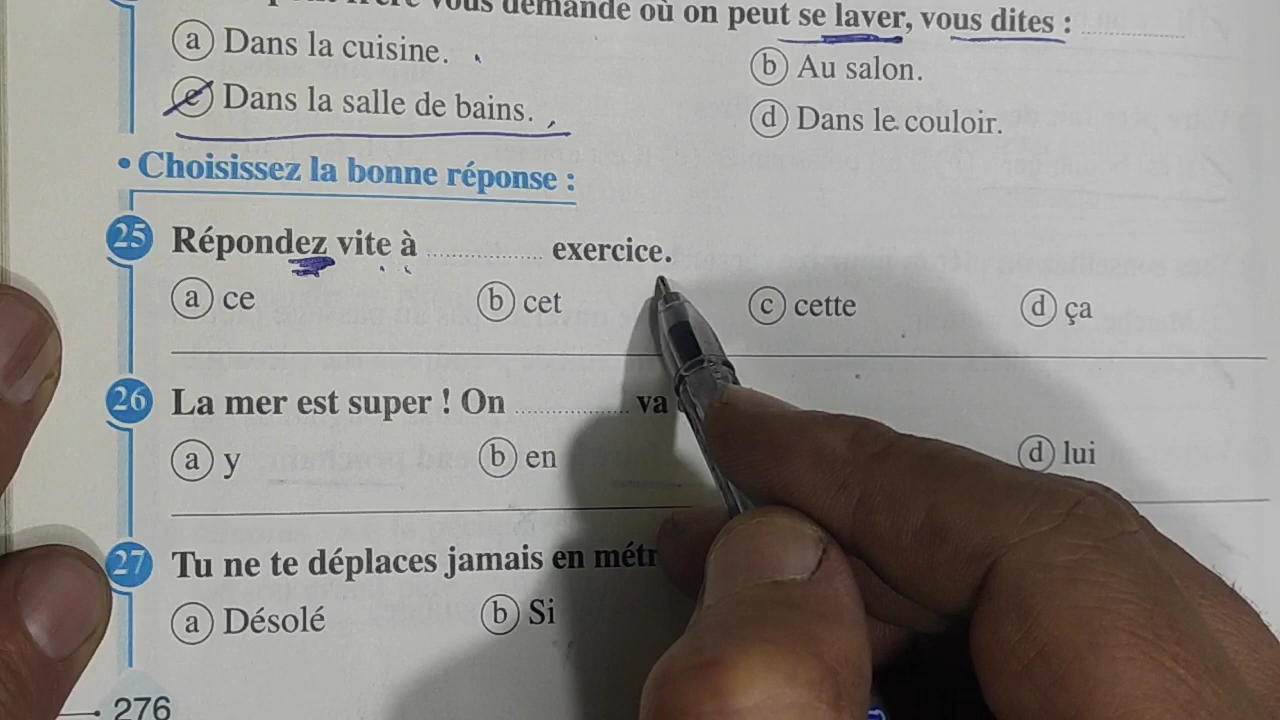 vous demande où on peut se laver, vous dites : ..............
a Dans la cuisine. b Au salon.
c Dans la salle de bains. d Dans le couloir.
• Choisissez la bonne réponse :
25 Répondez vite à .............. exercice.
a ce b cet c cette d ça
26 La mer est super ! On .............. va
a y b en d lui
27 Tu ne te déplaces jamais en
a Désolé b Si
276